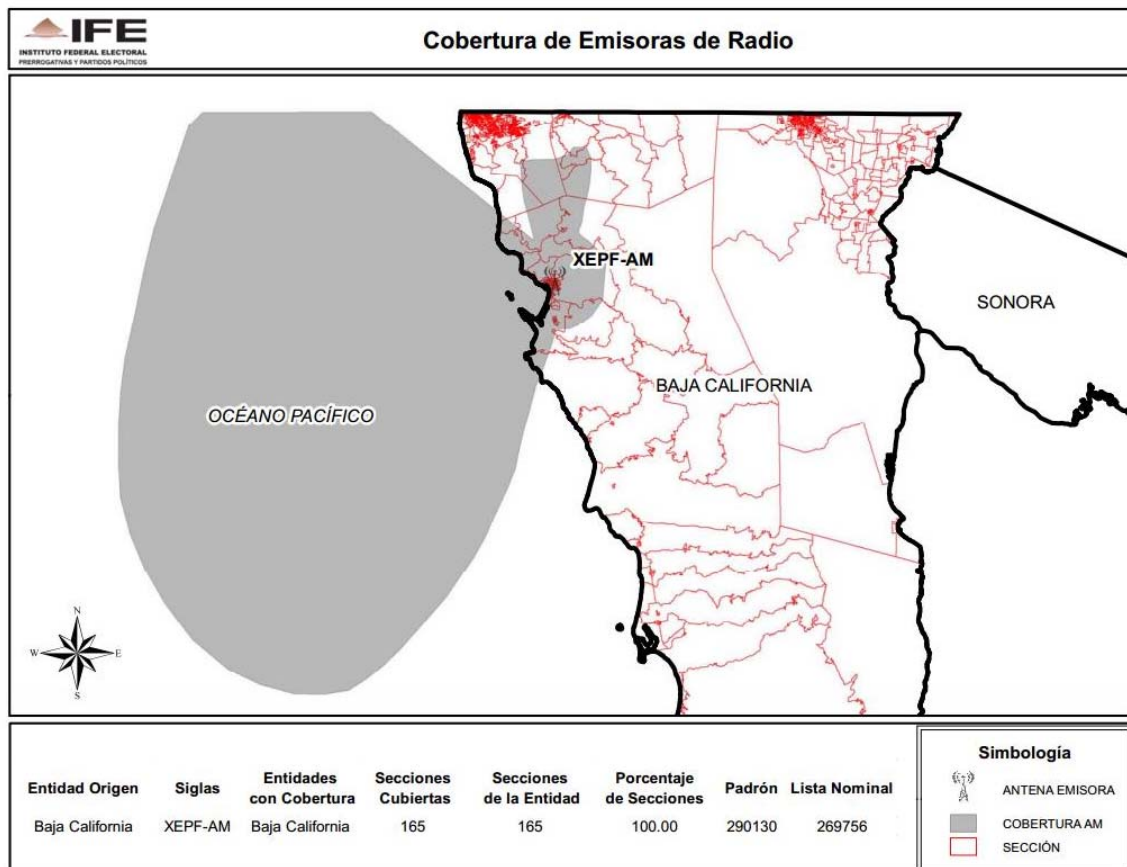 IFE
INSTITUTO FEDERAL ELECTORAL
PRERROGATIVAS Y PARTIDOS POLÍTICOS
Cobertura de Emisoras de Radio
XEPF-AM
SONORA
BAJA CALIFORNIA
OCÉANO PACÍFICO
N
W E
S
Entidad Origen Siglas Entidades con Cobertura Secciones Cubiertas Secciones de la Entidad Porcentaje de Secciones Padrón Lista Nominal
Baja California XEPF-AM Baja California 165 165 100.00 290130 269756
Simbología
ANTENA EMISORA
COBERTURA AM
SECCIÓN